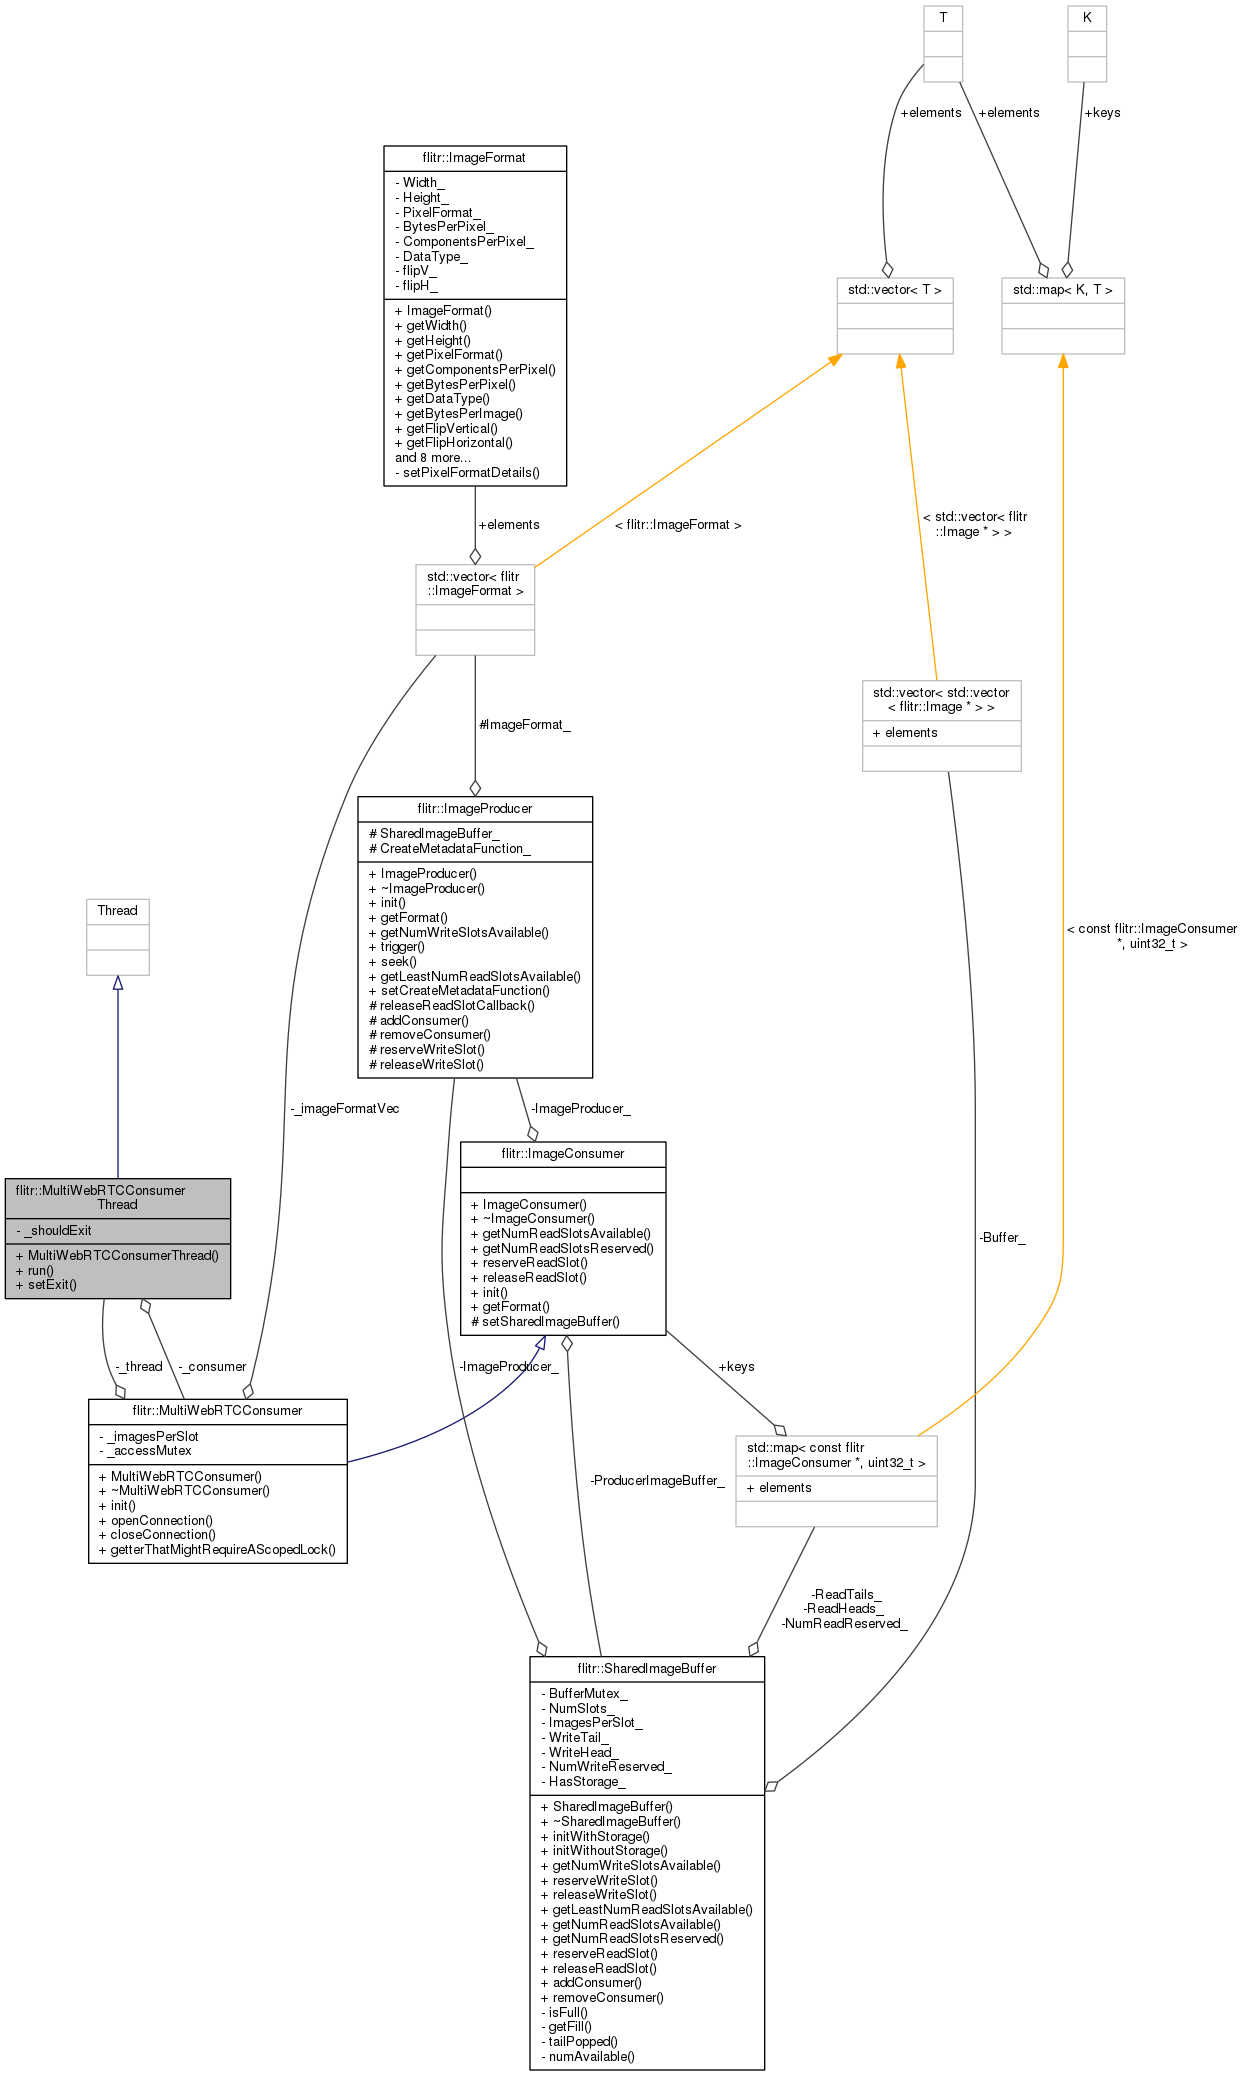 T
K
+elements
+elements
+keys
flitr::ImageFormat
- Width_
- Height_
- PixelFormat_
- BytesPerPixel_
- ComponentsPerPixel_
- DataType_
- flipV_
- flipH_
+ ImageFormat()
+ getWidth()
+ getHeight()
+ getPixelFormat()
+ getComponentsPerPixel()
+ getBytesPerPixel()
+ getDataType()
+ getBytesPerImage()
+ getFlipVertical()
+ getFlipHorizontal()
and 8 more...
- setPixelFormatDetails()
std::vector< T >
std::map< K, T >
+elements
< flitr::ImageFormat >
< std::vector< flitr
::Image * > >
std::vector< flitr
::ImageFormat >
std::vector< std::vector
< flitr::Image * > >
+ elements
#ImageFormat_
flitr::ImageProducer
# SharedImageBuffer_
# CreateMetadataFunction_
+ ImageProducer()
+ ~ImageProducer()
+ init()
+ getFormat()
+ getNumWriteSlotsAvailable()
+ trigger()
+ seek()
+ getLeastNumReadSlotsAvailable()
+ setCreateMetadataFunction()
# releaseReadSlotCallback()
# addConsumer()
# removeConsumer()
# reserveWriteSlot()
# releaseWriteSlot()
Thread
< const flitr::ImageConsumer
*, uint32_t >
-_imageFormatVec
-ImageProducer_
flitr::MultiWebRTCConsumer
Thread
- _shouldExit
+ MultiWebRTCConsumerThread()
+ run()
+ setExit()
flitr::ImageConsumer
+ ImageConsumer()
+ ~ImageConsumer()
+ getNumReadSlotsAvailable()
+ getNumReadSlotsReserved()
+ reserveReadSlot()
+ releaseReadSlot()
+ init()
+ getFormat()
# setSharedImageBuffer()
-Buffer_
-_thread
-_consumer
-ImageProducer_
+keys
flitr::MultiWebRTCConsumer
- _imagesPerSlot
- _accessMutex
+ MultiWebRTCConsumer()
+ ~MultiWebRTCConsumer()
+ init()
+ openConnection()
+ closeConnection()
+ getterThatMightRequireAScopedLock()
-ProducerImageBuffer_
std::map< const flitr
::ImageConsumer *, uint32_t >
+ elements
-ReadTails_
-ReadHeads_
-NumReadReserved_
flitr::SharedImageBuffer
- BufferMutex_
- NumSlots_
- ImagesPerSlot_
- WriteTail_
- WriteHead_
- NumWriteReserved_
- HasStorage_
+ SharedImageBuffer()
+ ~SharedImageBuffer()
+ initWithStorage()
+ initWithoutStorage()
+ getNumWriteSlotsAvailable()
+ reserveWriteSlot()
+ releaseWriteSlot()
+ getLeastNumReadSlotsAvailable()
+ getNumReadSlotsAvailable()
+ getNumReadSlotsReserved()
+ reserveReadSlot()
+ releaseReadSlot()
+ addConsumer()
+ removeConsumer()
- isFull()
- getFill()
- tailPopped()
- numAvailable()